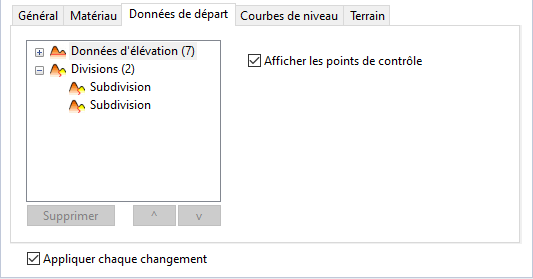 Général Matériau Données de départ Courbes de niveau Terrain
Données d'élévation (7)
Afficher les points de contrôle
Divisions (2)
Subdivision
Subdivision
Supprimer ^ v
Appliquer chaque changement